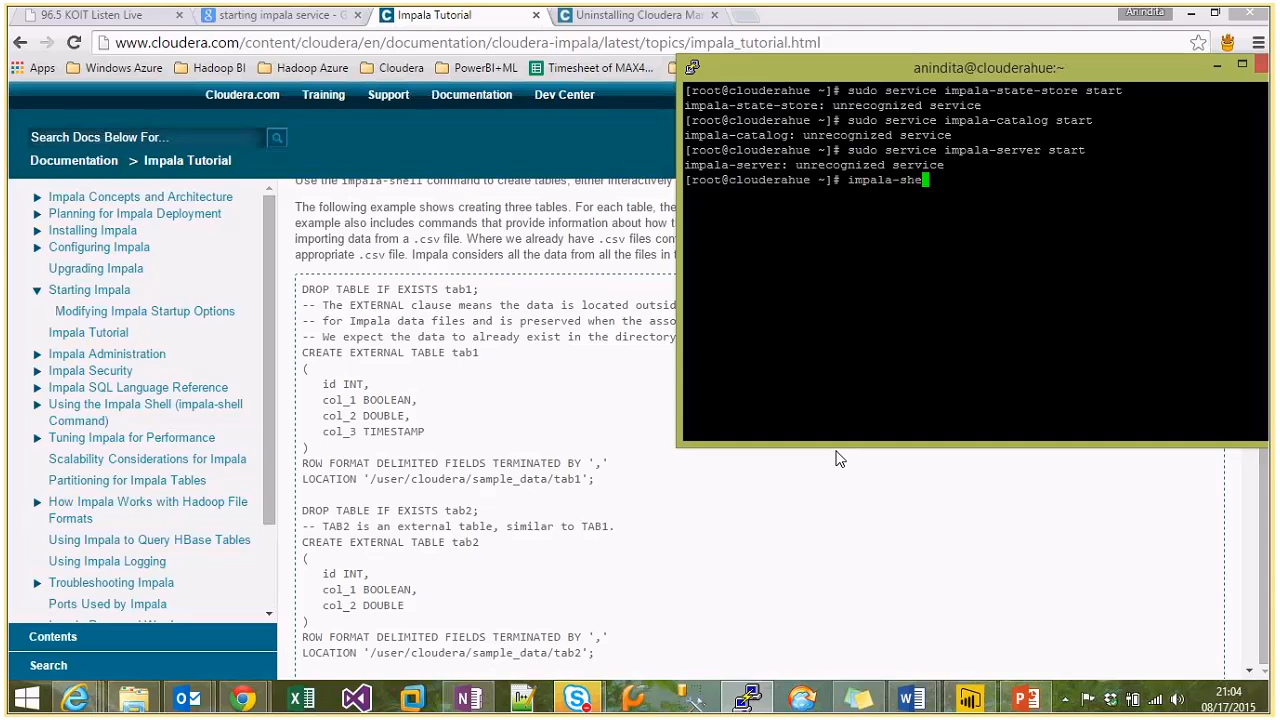 96.5 KOIT Listen Live
starting impala service - G
Impala Tutorial
Uninstalling Cloudera Ma
Anindita
www.cloudera.com/content/cloudera/en/documentation/cloudera-impala/latest/topics/impala_tutorial.html
Apps
Windows Azure
Hadoop BI
Hadoop Azure
Cloudera
PowerBI+ML
Timesheet of MAX4...
Cloudera.com
Training
Support
Documentation
Dev Center
Search Docs Below For...
Documentation > Impala Tutorial
Impala Concepts and Architecture
Planning for Impala Deployment
Installing Impala
Configuring Impala
Upgrading Impala
Starting Impala
Modifying Impala Startup Options
Impala Tutorial
Impala Administration
Impala Security
Impala SQL Language Reference
Using the Impala Shell (impala-shell
Command)
Tuning Impala for Performance
Scalability Considerations for Impala
Partitioning for Impala Tables
How Impala Works with Hadoop File
Formats
Using Impala to Query HBase Tables
Using Impala Logging
Troubleshooting Impala
Ports Used by Impala
Contents
Search
Use the impala-shell command to create tables, either interactively
The following example shows creating three tables. For each table, the
example also includes commands that provide information about how t
importing data from a .csv file. Where we already have .csv files con
appropriate .csv file. Impala considers all the data from all the files in t
DROP TABLE IF EXISTS tab1;
-- The EXTERNAL clause means the data is located outsid
-- for Impala data files and is preserved when the asso
-- We expect the data to already exist in the directory
CREATE EXTERNAL TABLE tab1
(
id INT,
col_1 BOOLEAN,
col_2 DOUBLE,
col_3 TIMESTAMP
)
ROW FORMAT DELIMITED FIELDS TERMINATED BY ','
LOCATION '/user/cloudera/sample_data/tab1';
DROP TABLE IF EXISTS tab2;
-- TAB2 is an external table, similar to TAB1.
CREATE EXTERNAL TABLE tab2
(
id INT,
col_1 BOOLEAN,
col_2 DOUBLE
)
ROW FORMAT DELIMITED FIELDS TERMINATED BY ','
LOCATION '/user/cloudera/sample_data/tab2';
anindita@clouderahue:~
[root@clouderahue ~]# sudo service impala-state-store start
impala-state-store: unrecognized service
[root@clouderahue ~]# sudo service impala-catalog start
impala-catalog: unrecognized service
[root@clouderahue ~]# sudo service impala-server start
impala-server: unrecognized service
[root@clouderahue ~]# impala-she
21:04
08/17/2015